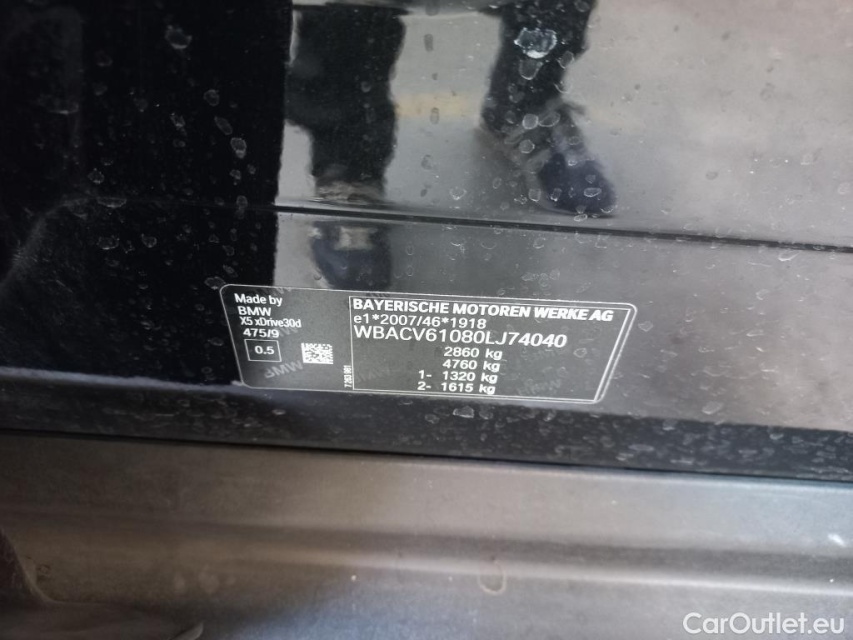 Made by
BMW
X5 xDrive30d
475/9
0.5
BMW
BAYERISCHE MOTOREN WERKE AG
e1*2007/46*1918
WBACV61080LJ74040
2860 kg
4760 kg
1- 1320 kg
2- 1615 kg
CarOutlet.eu